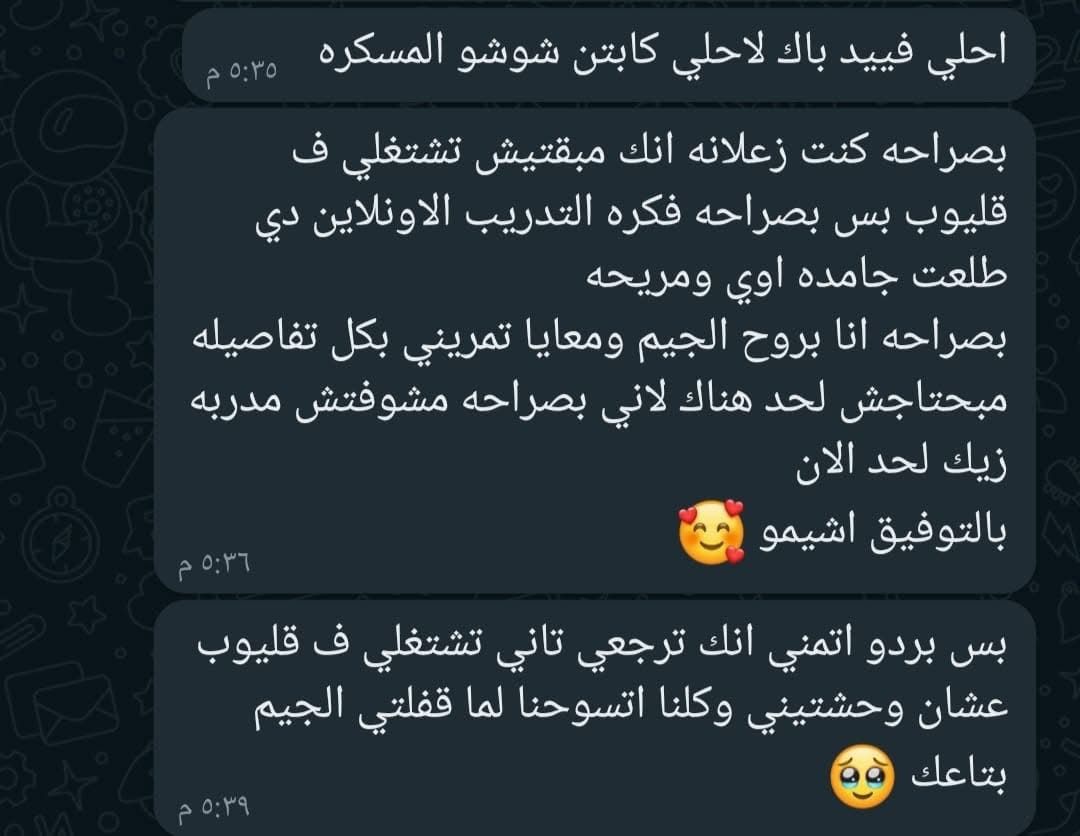 احلي فييد باك لاحلي كابتن شوشو المسكره
٥:٣٥ م
بصراحه كنت زعلانه انك مبقتيش تشتغلي ف
قليوب بس بصراحه فكره التدريب الاونلاين دي
طلعت جامده اوي ومريحه
بصراحه انا بروح الجيم ومعايا تمريني بكل تفاصيله
مبحتاجش لحد هناك لاني بصراحه مشوفتش مدربه
زيك لحد الان
بالتوفيق اشيمو 🥰
٥:٣٦ م
بس بردو اتمني انك ترجعي تاني تشتغلي ف قليوب
عشان وحشتيني وكلنا اتسوحنا لما قفلتي الجيم
بتاعك 🥹
٥:٣٩ م